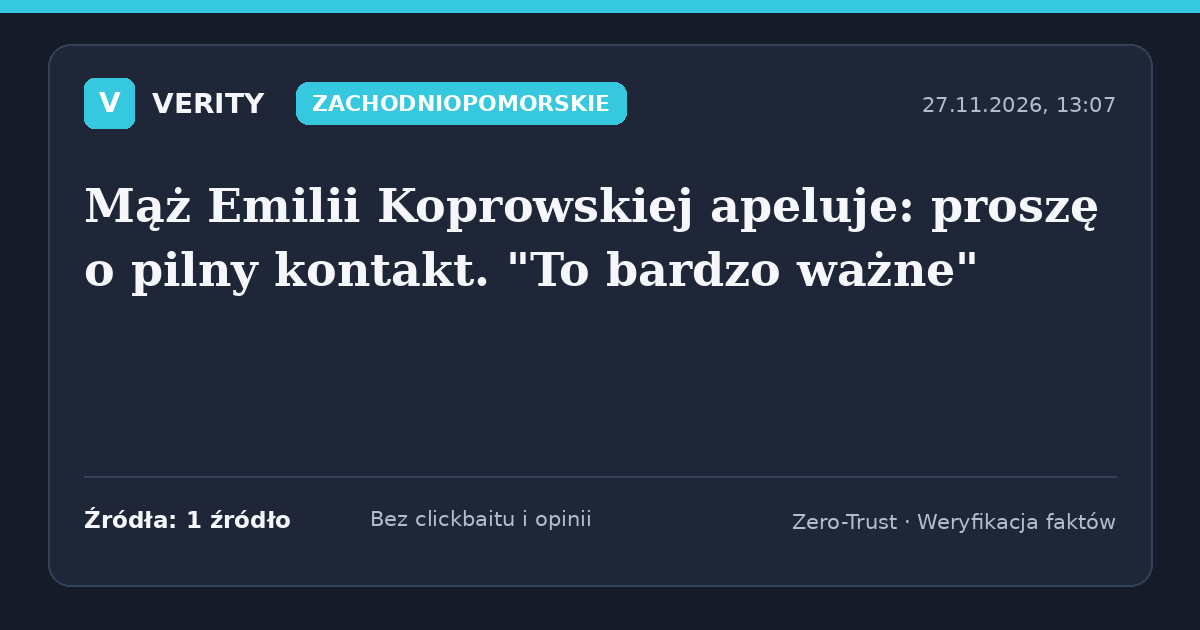 V VERITY ZACHODNIOPOMORSKIE 27.11.2026, 13:07
Mąż Emilii Koprowskiej apeluje: proszę
o pilny kontakt. "To bardzo ważne"
Źródła: 1 źródło Bez clickbaitu i opinii Zero-Trust · Weryfikacja faktów